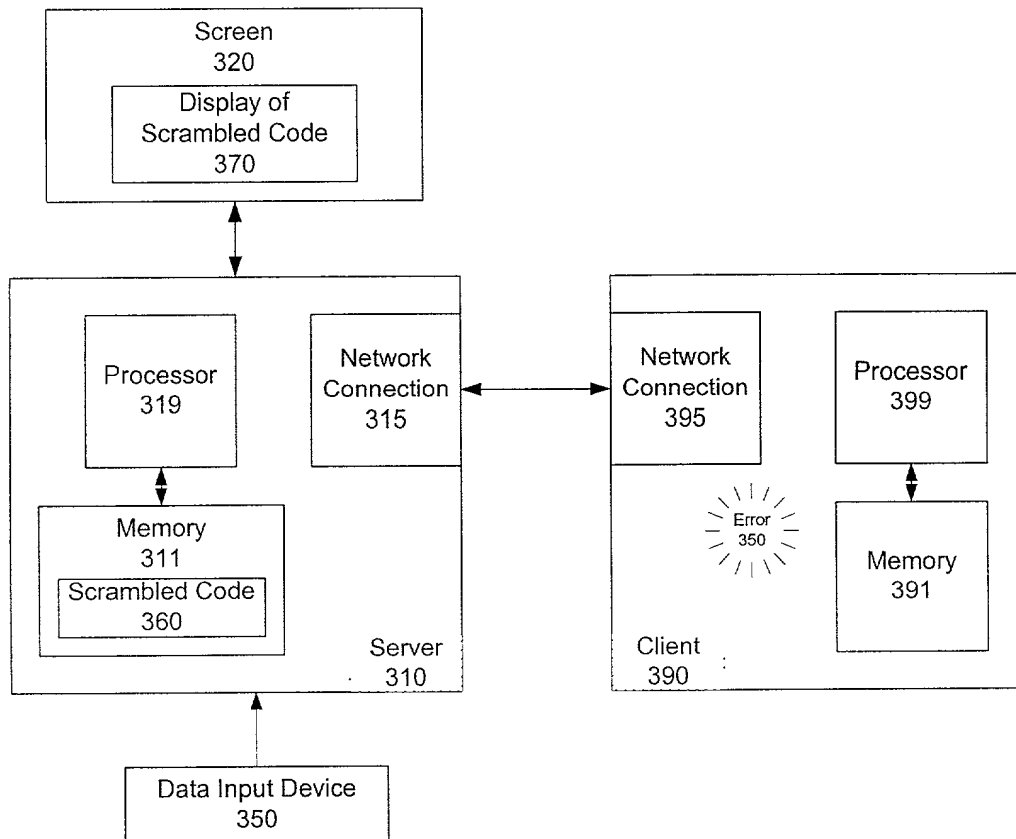 Screen
320
Display of
Scrambled Code
370
Processor
319
Network
Connection
315
Network
Connection
395
Processor
399
Memory
311
Scrambled Code
360
Error
350
Memory
391
Server
310
Client
390
Data Input Device
350